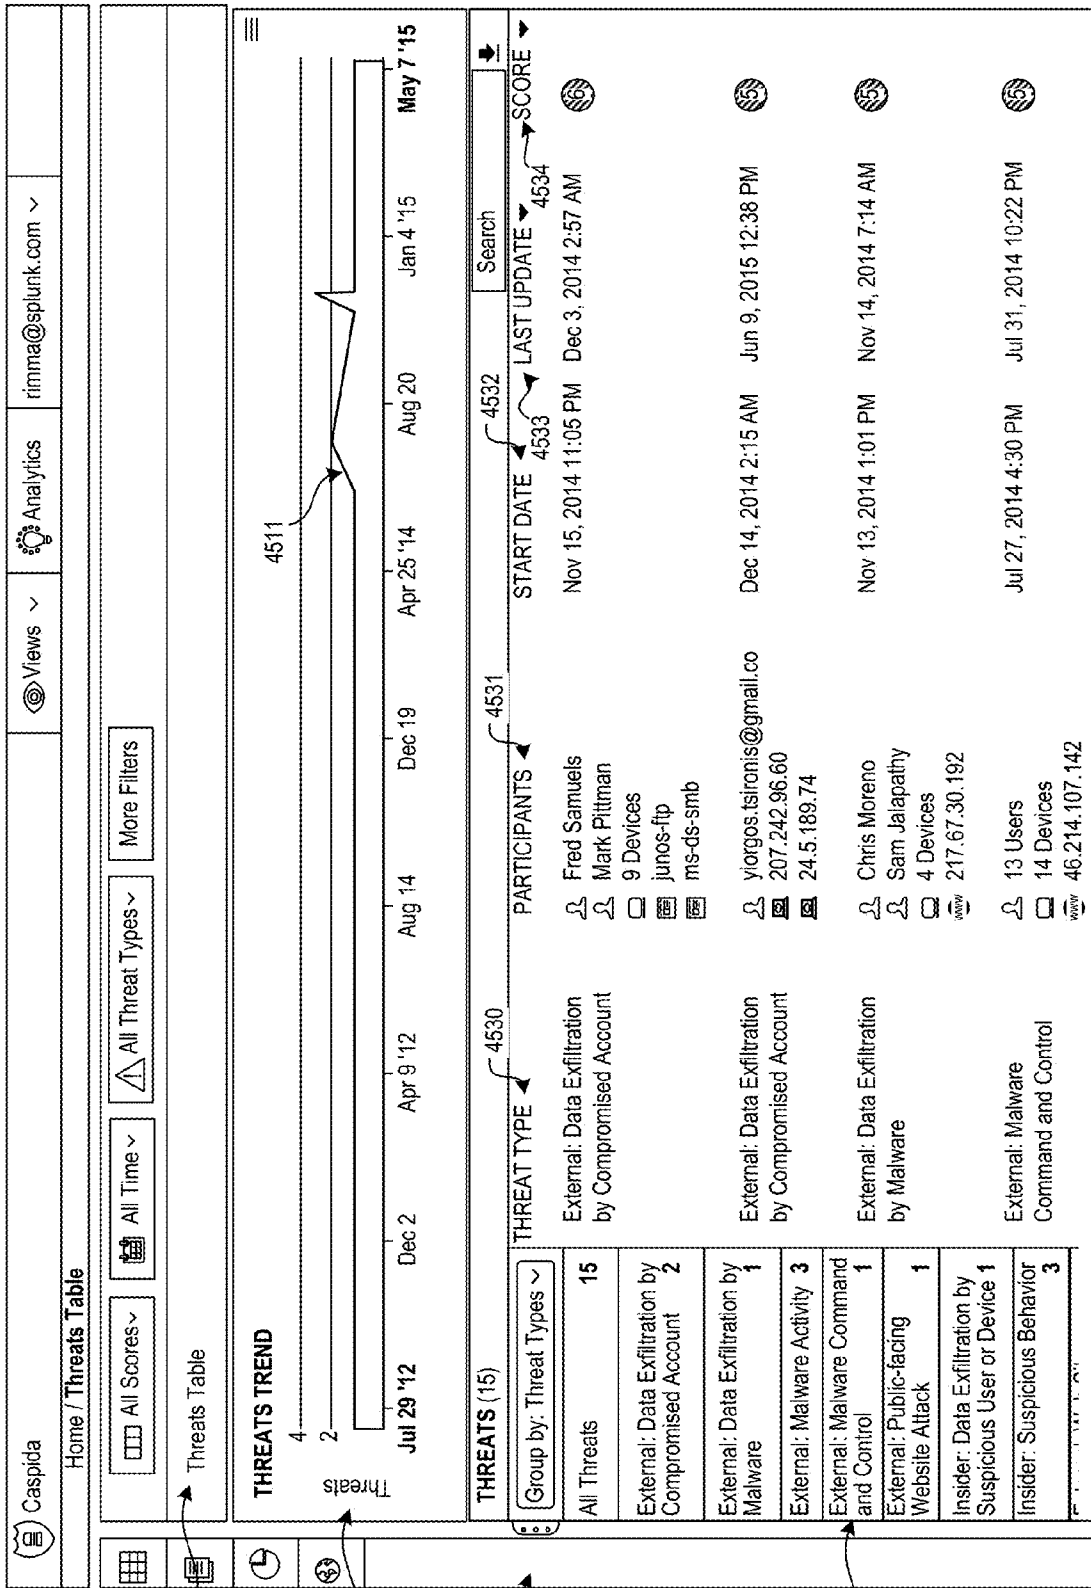 Caspida
Views
Analytics
rimma@splunk.com
Home / Threats Table
All Scores
All Time
All Threat Types
More Filters
Threats Table
THREATS TREND
4511
Threats
4
2
Jul 29 '12
Dec 2
Apr 9 '12
Aug 14
Dec 19
Apr 25 '14
Aug 20
Jan 4 '15
May 7 '15
THREATS (15)
Search
Group by: Threat Types
All Threats 15
External: Data Exfiltration by
Compromised Account 2
External: Data Exfiltration by
Malware 1
External: Malware Activity 3
External: Malware Command
and Control 1
External: Public-facing
Website Attack 1
Insider: Data Exfiltration by
Suspicious User or Device 1
Insider: Suspicious Behavior
3
4530
4531
4532
4533
4534
THREAT TYPE PARTICIPANTS START DATE LAST UPDATE SCORE
External: Data Exfiltration
by Compromised Account
Fred Samuels
Mark Pittman
9 Devices
junos-ftp
ms-ds-smb
Nov 15, 2014 11:05 PM
Dec 3, 2014 2:57 AM
6
External: Data Exfiltration
by Compromised Account
yiorgos.tsironis@gmail.co
207.242.96.60
24.5.189.74
Dec 14, 2014 2:15 AM
Jun 9, 2015 12:38 PM
5
External: Data Exfiltration
by Malware
Chris Moreno
Sam Jalapathy
4 Devices
www 217.67.30.192
Nov 13, 2014 1:01 PM
Nov 14, 2014 7:14 AM
5
External: Malware
Command and Control
13 Users
14 Devices
www 46.214.107.142
Jul 27, 2014 4:30 PM
Jul 31, 2014 10:22 PM
5